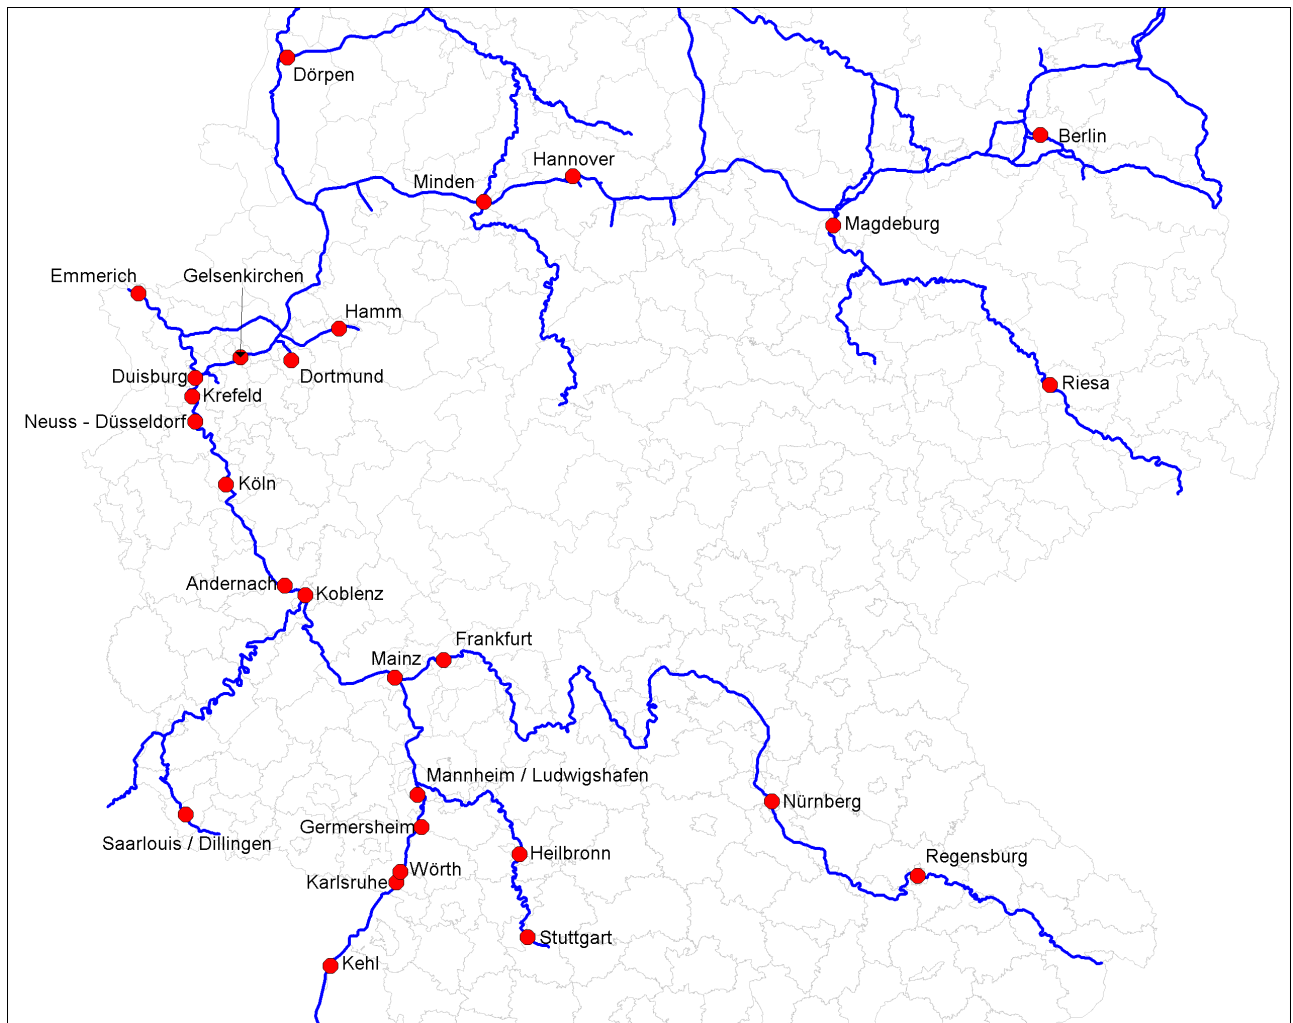 Dörpen
Berlin
Hannover
Minden
Magdeburg
Emmerich
Gelsenkirchen
Hamm
Duisburg
Dortmund
Riesa
Krefeld
Neuss - Düsseldorf
Köln
Andernach
Koblenz
Frankfurt
Mainz
Mannheim / Ludwigshafen
Nürnberg
Germersheim
Saarlouis / Dillingen
Heilbronn
Regensburg
Wörth
Karlsruhe
Stuttgart
Kehl